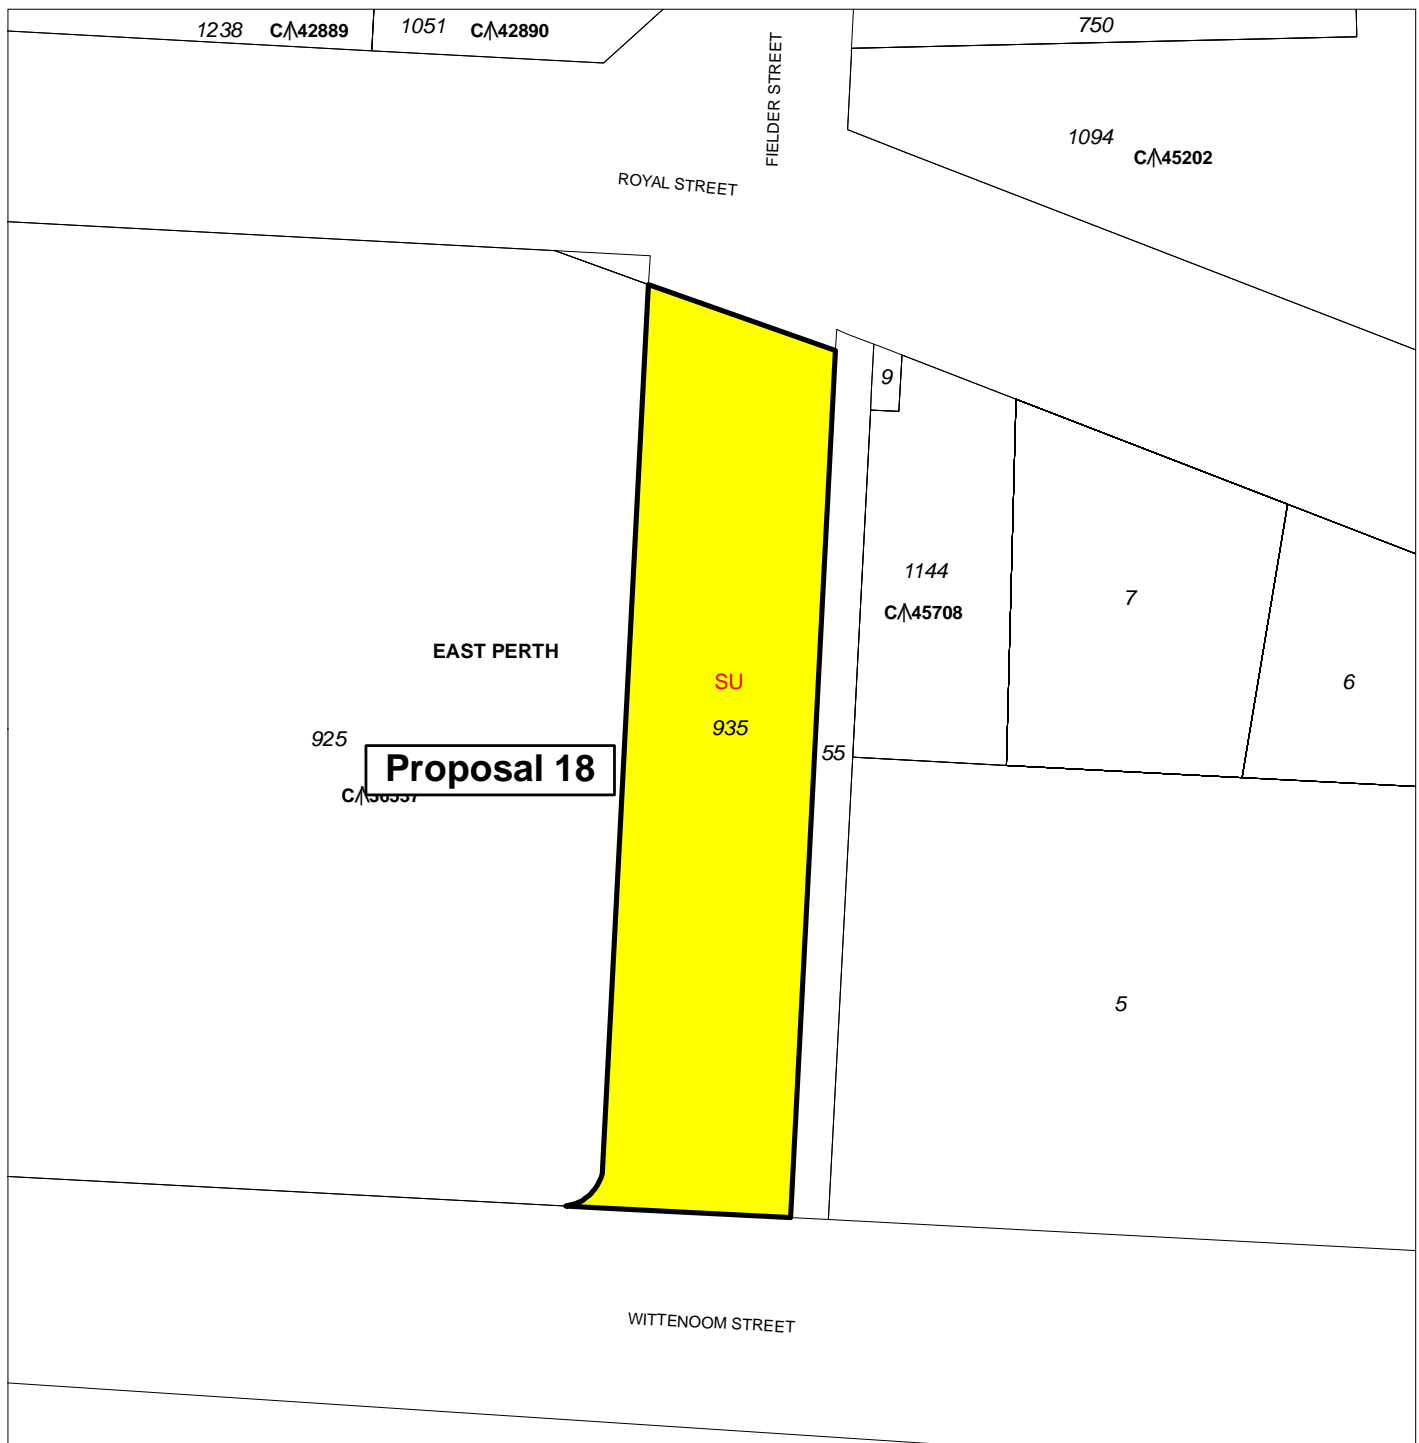 1238 C/\42889
1051 C/\42890
750
FIELDER STREET
1094
C/\45202
ROYAL STREET
9
1144
C/\45708
7
EAST PERTH
SU
935
6
925
Proposal 18
55
5
WITTENOOM STREET